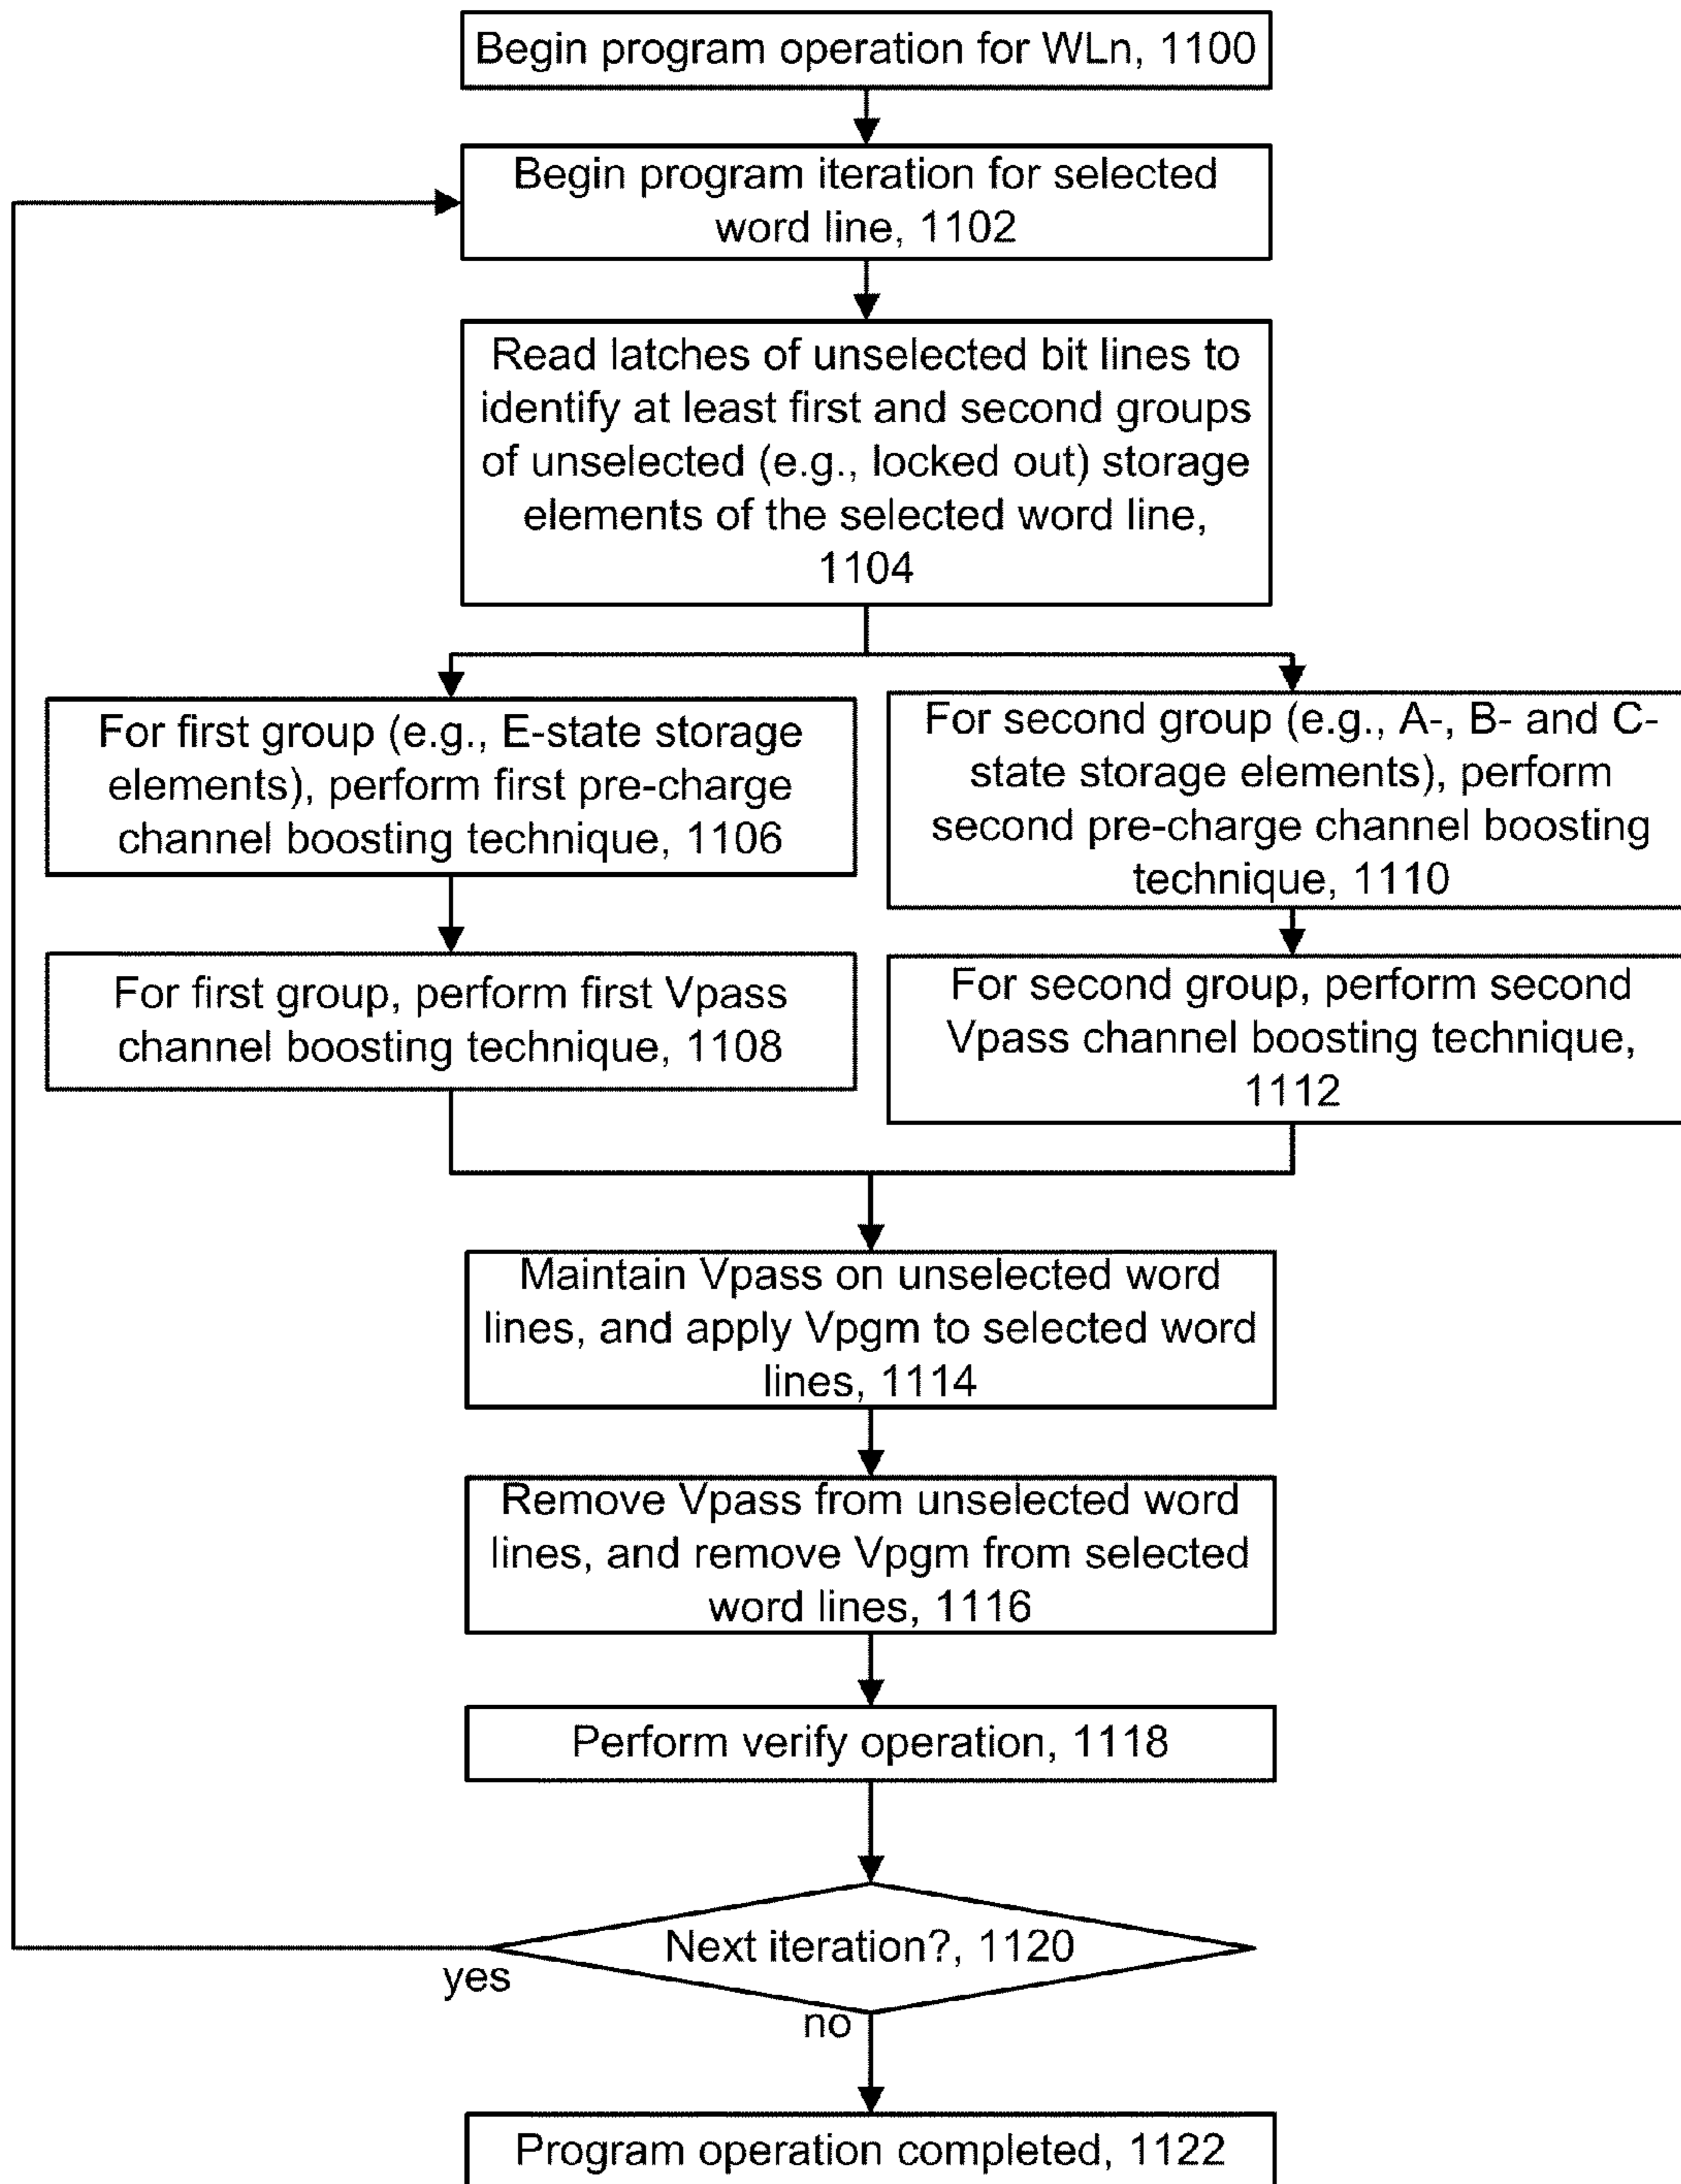 Begin program operation for WLn, 1100
Begin program iteration for selected
word line, 1102
Read latches of unselected bit lines to
identify at least first and second groups
of unselected (e.g., locked out) storage
elements of the selected word line,
1104
For first group (e.g., E-state storage
elements), perform first pre-charge
channel boosting technique, 1106
For second group (e.g., A-, B- and C-
state storage elements), perform
second pre-charge channel boosting
technique, 1110
For first group, perform first Vpass
channel boosting technique, 1108
For second group, perform second
Vpass channel boosting technique,
1112
Maintain Vpass on unselected word
lines, and apply Vpgm to selected word
lines, 1114
Remove Vpass from unselected word
lines, and remove Vpgm from selected
word lines, 1116
Perform verify operation, 1118
Next iteration?, 1120
yes
no
Program operation completed, 1122